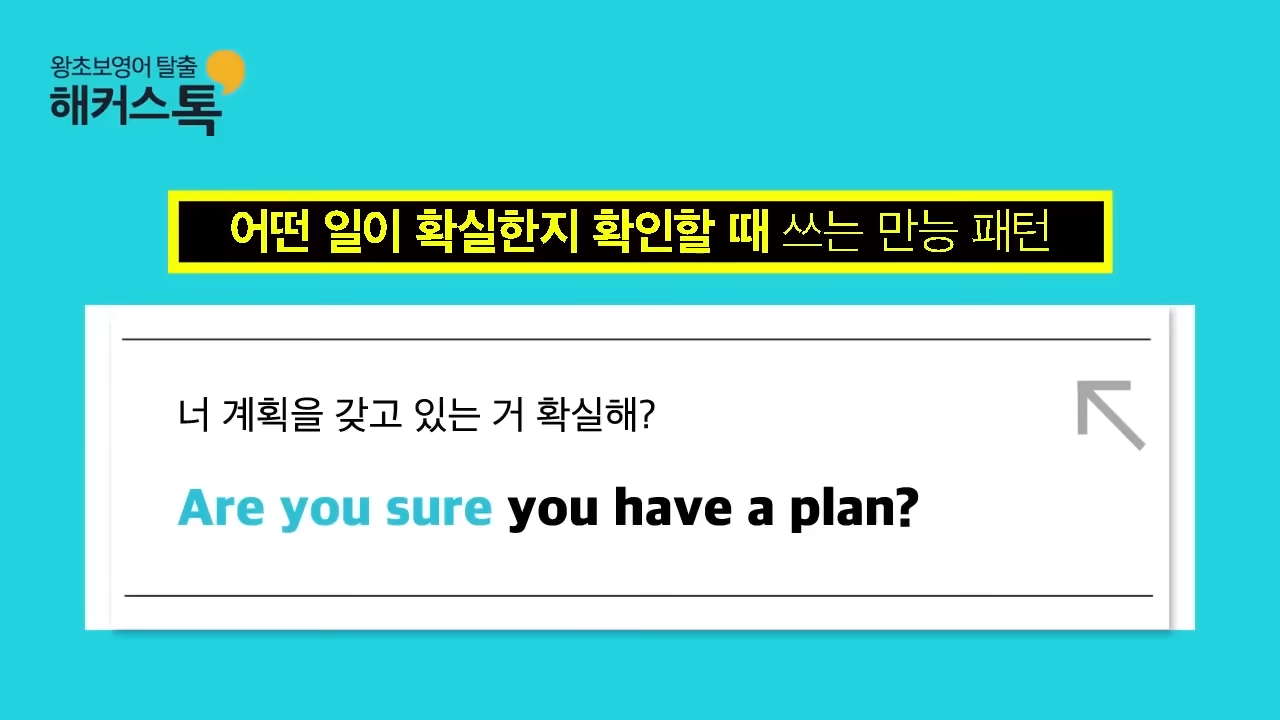 왕초보영어 탈출
해커스톡
어떤 일이 확실한지 확인할 때 쓰는 만능 패턴
너 계획을 갖고 있는 거 확실해?
Are you sure you have a plan?